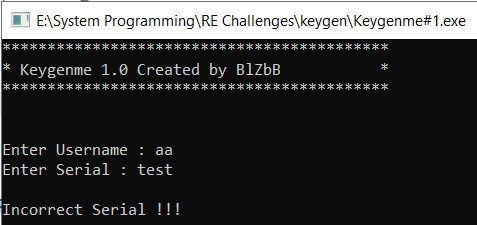 E:\System Programming\RE Challenges\keygen\Keygenme#1.exe
*******************************************
* Keygenme 1.0 Created by BlZbB           *
*******************************************
Enter Username : aa
Enter Serial : test
Incorrect Serial !!!